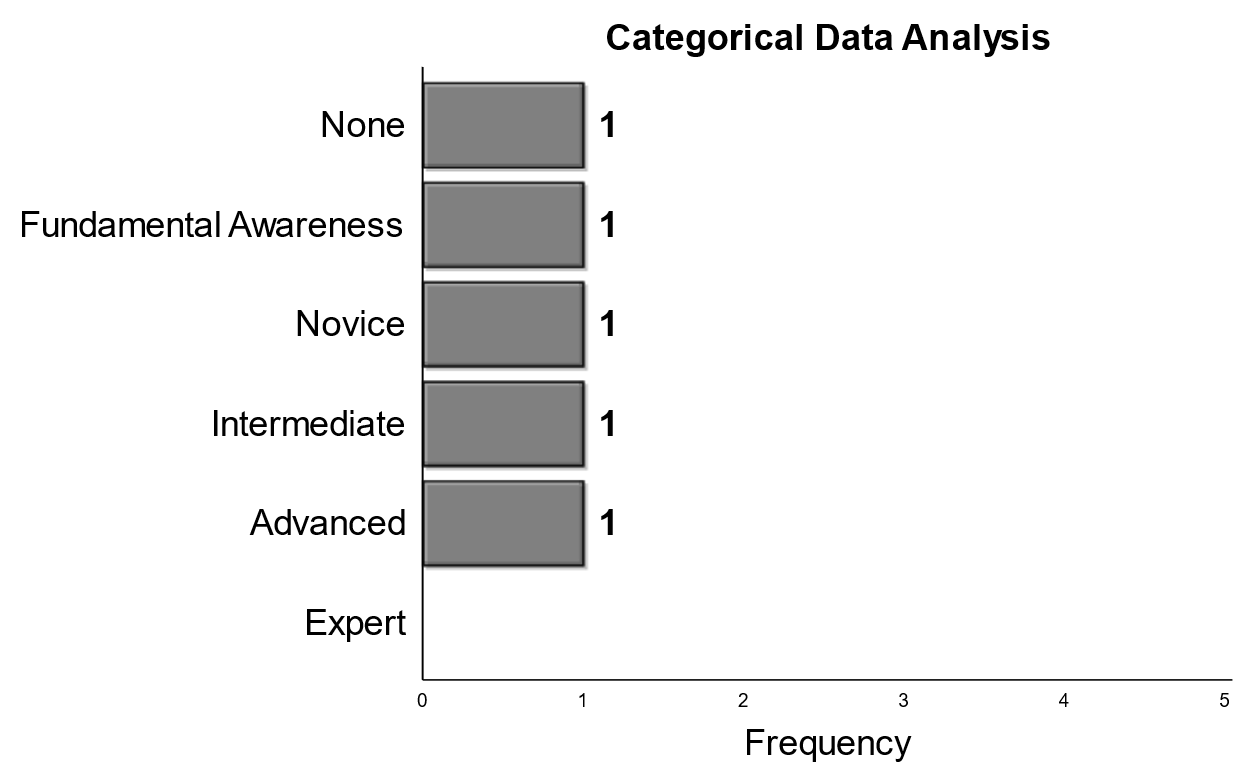 Categorical Data Analysis
None 1
Fundamental Awareness 1
Novice 1
Intermediate 1
Advanced 1
Expert
0 1 2 3 4 5
Frequency